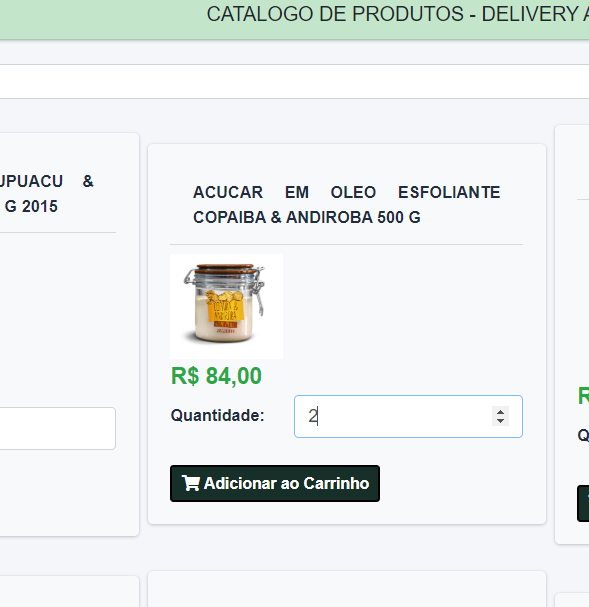 CATALOGO DE PRODUTOS - DELIVERY A
UPUACU &
G 2015
ACUCAR EM OLEO ESFOLIANTE
COPAIBA & ANDIROBA 500 G
R$ 84,00
Quantidade:
2
Adicionar ao Carrinho